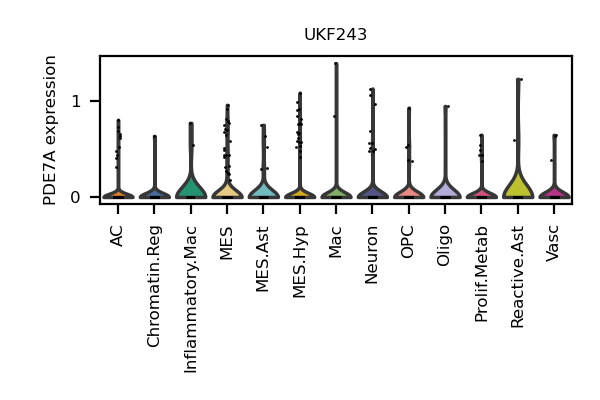 UKF243
PDE7A expression
1
0
AC
Chromatin.Reg
Inflammatory.Mac
MES
MES.Ast
MES.Hyp
Mac
Neuron
OPC
Oligo
Prolif.Metab
Reactive.Ast
Vasc